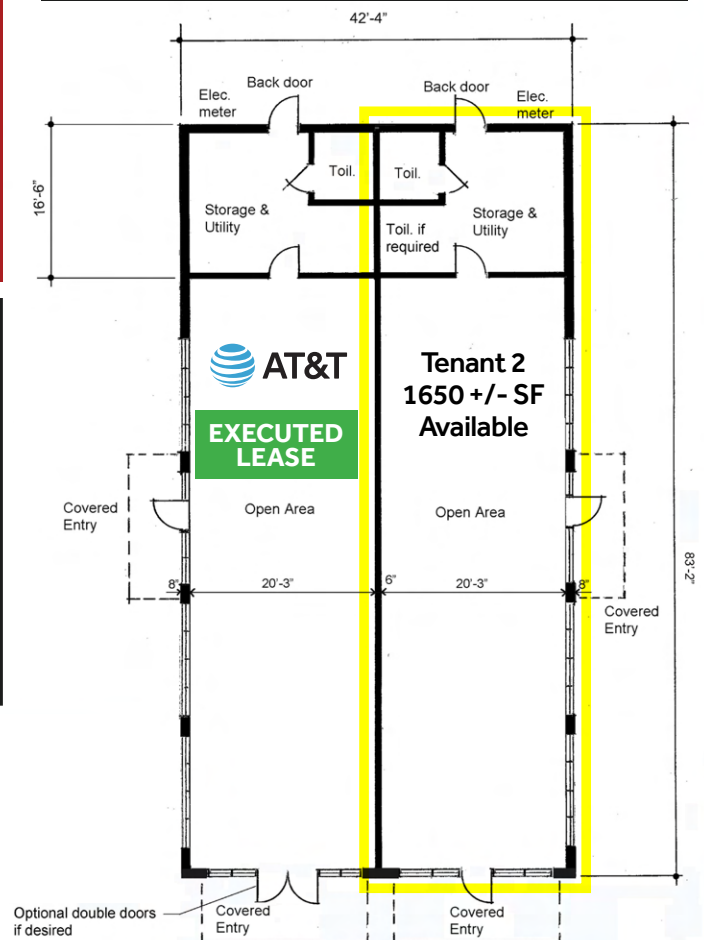 42'-4"
Back door
Back door
Elec.
meter
Elec.
meter
16'-6"
Toil.
Toil.
Storage &
Utility
Storage &
Utility
Toil. if
required
AT&T
EXECUTED
LEASE
Tenant 2
1650 +/- SF
Available
Covered
Entry
Open Area
Open Area
83'-2"
8"
20'-3"
6"
20'-3"
8"
Covered
Entry
Optional double doors
if desired
Covered
Entry
Covered
Entry